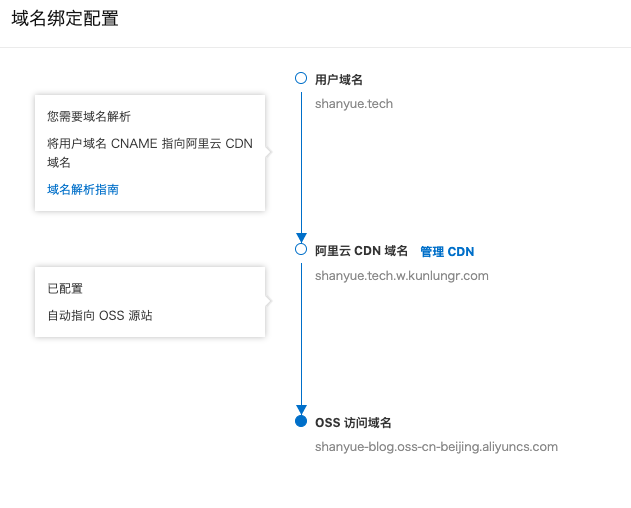 域名绑定配置
用户域名
shanyue.tech
您需要域名解析
将用户域名 CNAME 指向阿里云 CDN
域名
域名解析指南
阿里云 CDN 域名 管理 CDN
shanyue.tech.w.kunlungr.com
已配置
自动指向 OSS 源站
OSS 访问域名
shanyue-blog.oss-cn-beijing.aliyuncs.com